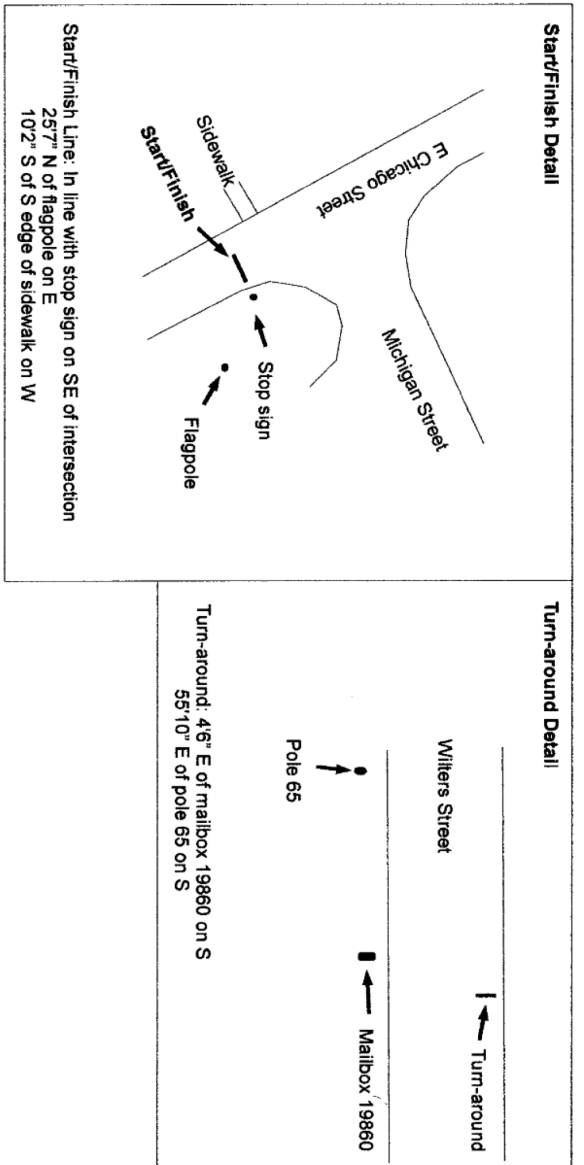 Start/Finish Detail
E Chicago Street
Michigan Street
Sidewalk
Start/Finish
Stop sign
Flagpole
Start/Finish Line: In line with stop sign on SE of intersection
25'7" N of flagpole on E
10'2" S of S edge of sidewalk on W
Turn-around Detail
Wilters Street
Turn-around
Pole 65
Mailbox 19860
Turn-around: 4'6" E of mailbox 19860 on S
55'10" E of pole 65 on S